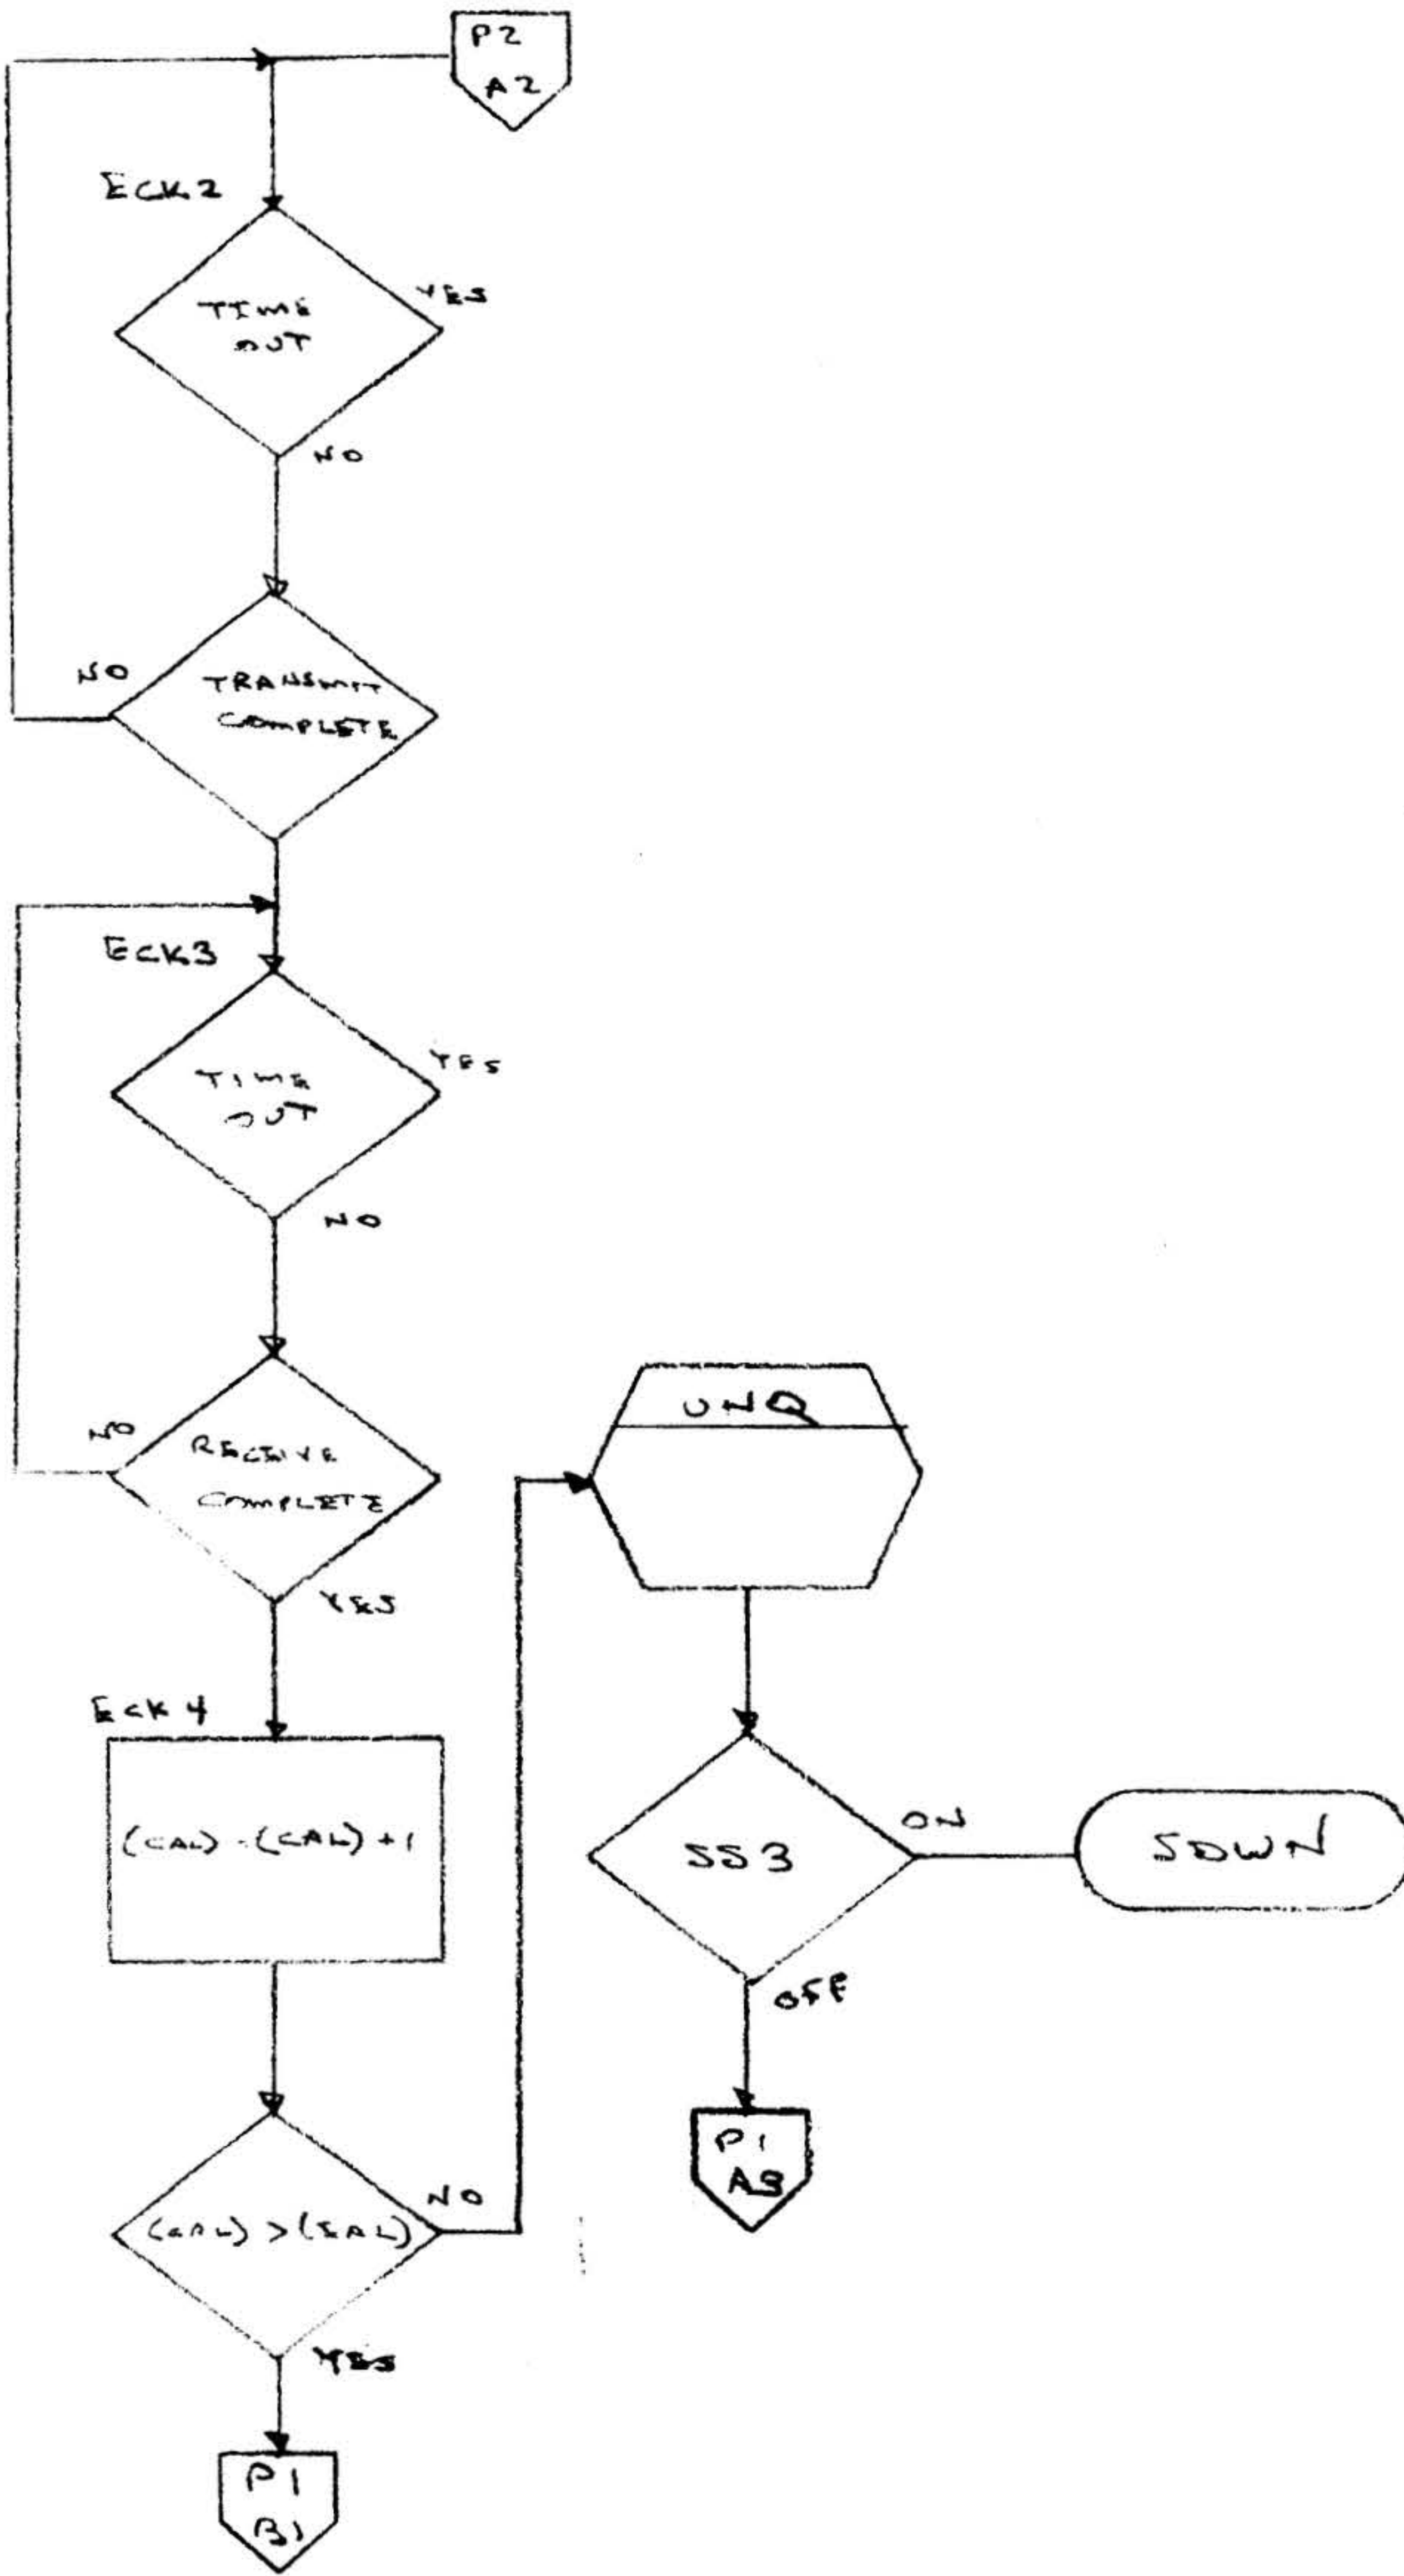 P2
A2
ECK2
TIME
OUT
YES
NO
NO
TRANSMIT
COMPLETE
ECK3
TIME
OUT
YES
NO
NO
RECEIVE
COMPLETE
YES
ECK 4
(CAL) - (CAL) + 1
(CAL) > (EAL)
NO
YES
P1
B1
UNQ
SS3
ON
SDWN
OFF
P1
A3